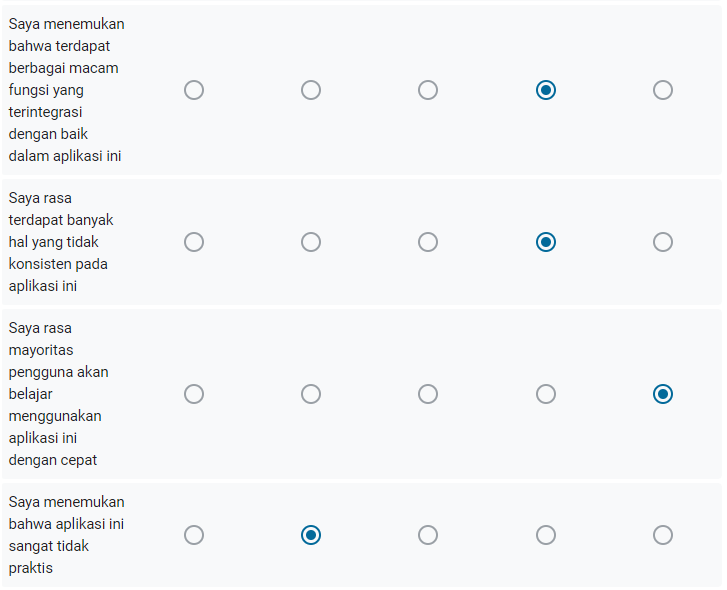 Saya menemukan
bahwa terdapat
berbagai macam
fungsi yang
terintegrasi
dengan baik
dalam aplikasi ini
Saya rasa
terdapat banyak
hal yang tidak
konsisten pada
aplikasi ini
Saya rasa
mayoritas
pengguna akan
belajar
menggunakan
aplikasi ini
dengan cepat
Saya menemukan
bahwa aplikasi ini
sangat tidak
praktis